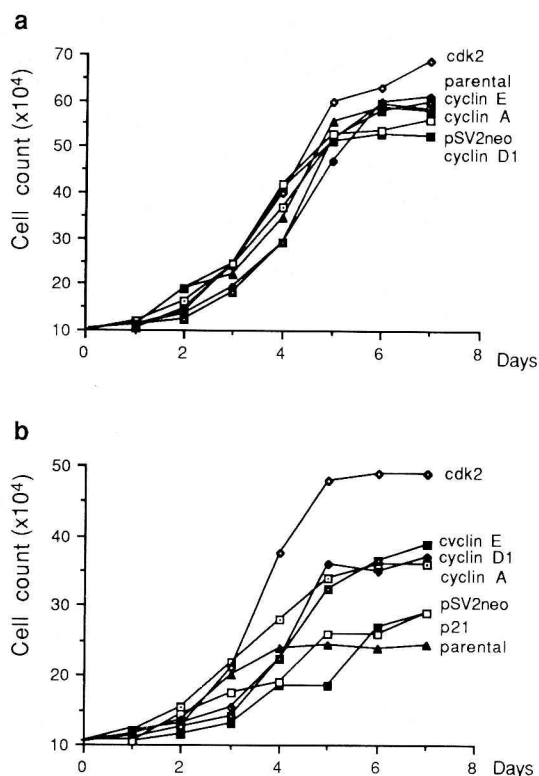 a
70
60
50
40
30
20
10
Cell count (x10⁴)
0
2
4
6
8
Days
cdk2
parental
cyclin E
cyclin A
pSV2neo
cyclin D1
b
50
40
30
20
10
Cell count (x10⁴)
0
2
4
6
8
Days
cdk2
cvclin E
cyclin D1
cyclin A
pSV2neo
p21
parental